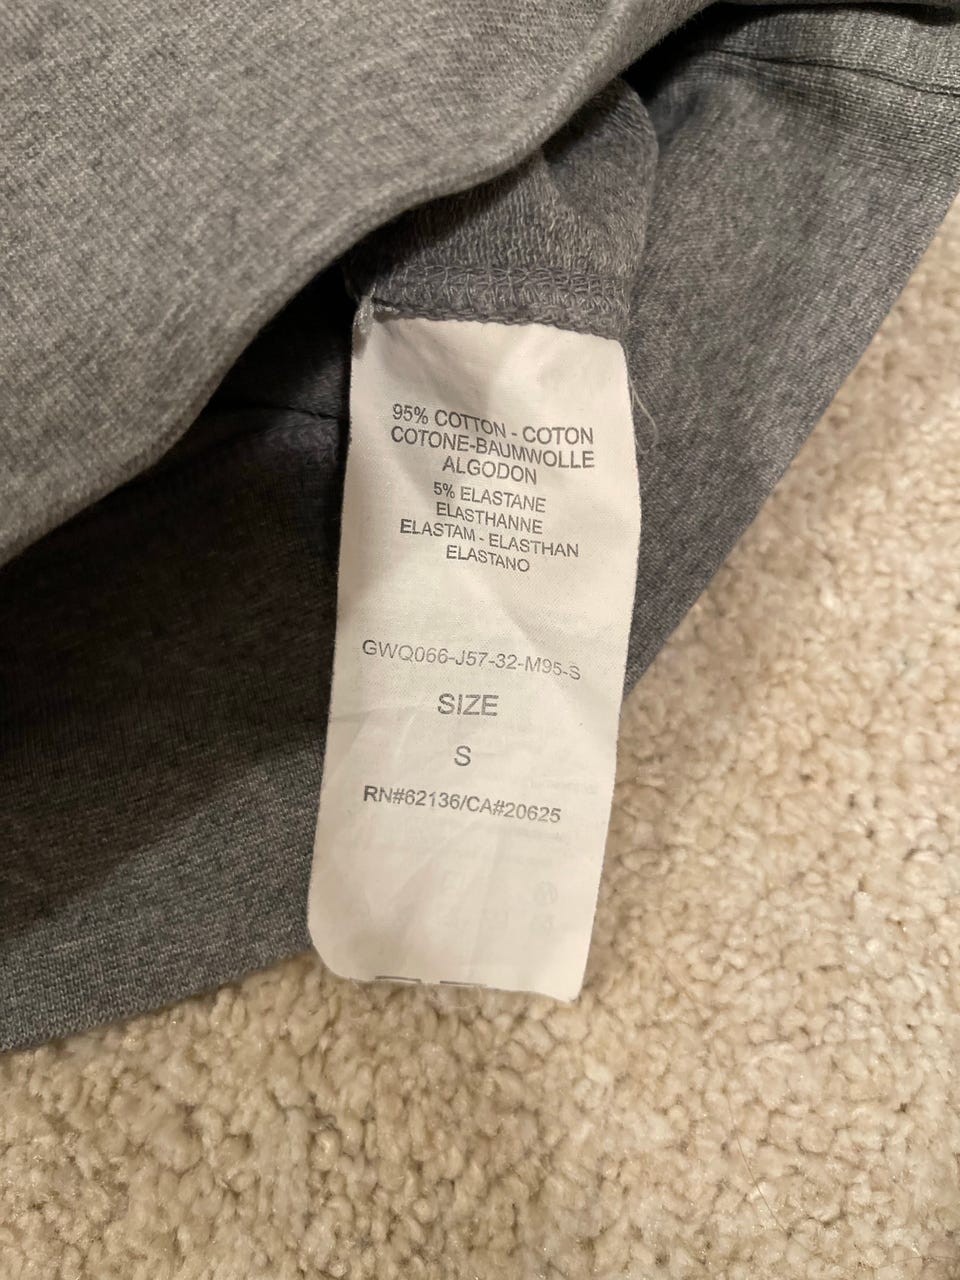 95% COTTON - COTON
COTONE-BAUMWOLLE
ALGODON
5% ELASTANE
ELASTHANNE
ELASTAM - ELASTHAN
ELASTANO
GWQ066-J57-32-M95-S
SIZE
S
RN#62136/CA#20625